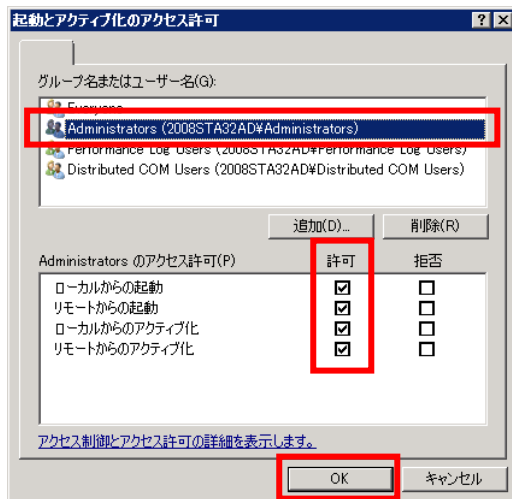 起動とアクティブ化のアクセス許可
グループ名またはユーザー名(G):
Everyone
Administrators (2008STA32AD¥Administrators)
Performance Log Users (2008STA32AD¥Performance Log Users)
Distributed COM Users (2008STA32AD¥Distributed COM Users)
追加(D)... 削除(R)
Administrators のアクセス許可(P) 許可 拒否
ローカルからの起動
リモートからの起動
ローカルからのアクティブ化
リモートからのアクティブ化
アクセス制御とアクセス許可の詳細を表示します。
OK キャンセル